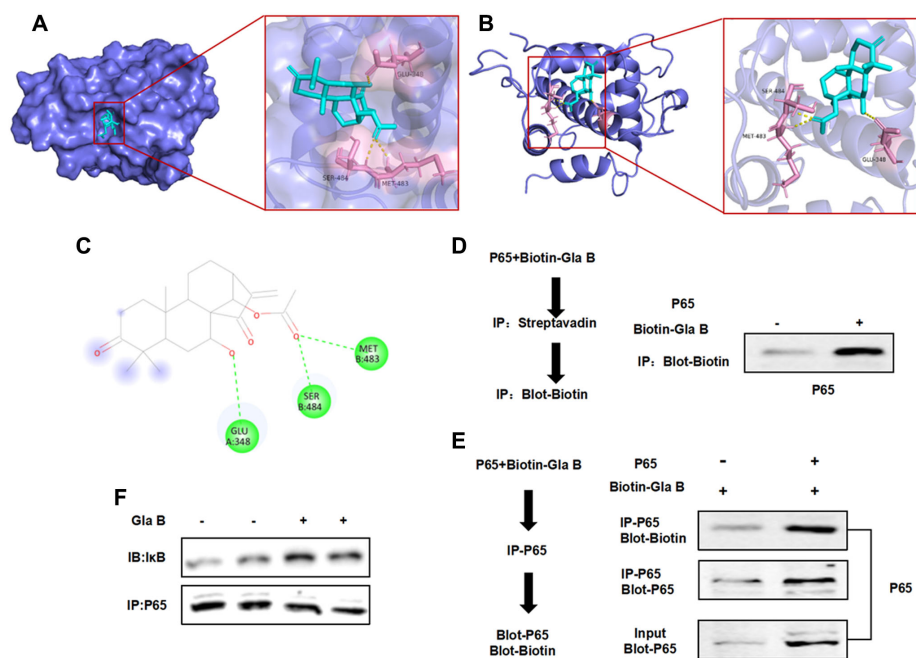 A
GLU-348
SER-484
MET-483
B
SER-484
MET-483
GLU-348
C
O
O
O
O
O
MET
B:483
SER
B:484
GLU
A:348
D
P65+Biotin-Gla B
IP: Streptavadin
IP: Blot-Biotin
P65
Biotin-Gla B - +
IP: Blot-Biotin
P65
E
P65+Biotin-Gla B
IP-P65
Blot-P65
Blot-Biotin
P65 - +
Biotin-Gla B + +
IP-P65
Blot-Biotin
IP-P65
Blot-P65
Input
Blot-P65
P65
F
Gla B - - + +
IB:IκB
IP:P65